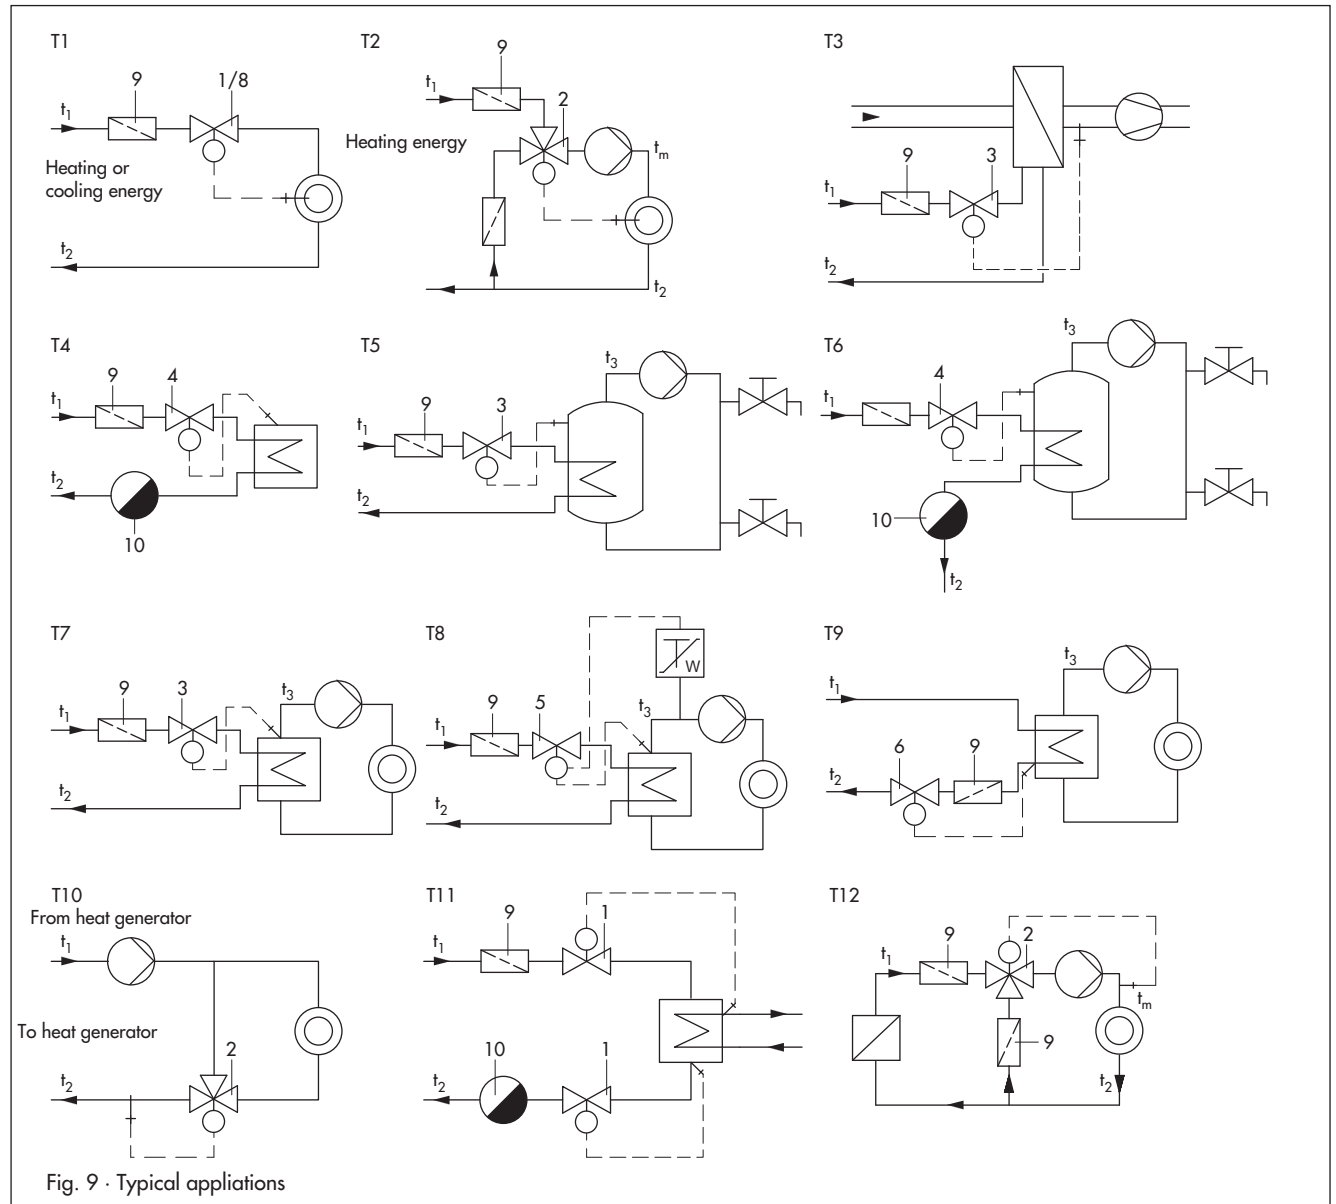 T1
9
1/8
t1
Heating or
cooling energy
t2
T2
9
t1
2
Heating energy
tm
t2
T3
9
3
t1
t2
T4
9
4
t1
t2
10
T5
t3
9
3
t1
t2
T6
t3
4
t1
10
t2
T7
9
3
t3
t1
t2
T8
W
9
5
t3
t1
t2
T9
t3
t1
6
9
t2
T10
From heat generator
t1
To heat generator
2
t2
T11
9
1
t1
10
1
t2
T12
9
2
t1
tm
9
t2
Fig. 9 · Typical appliations